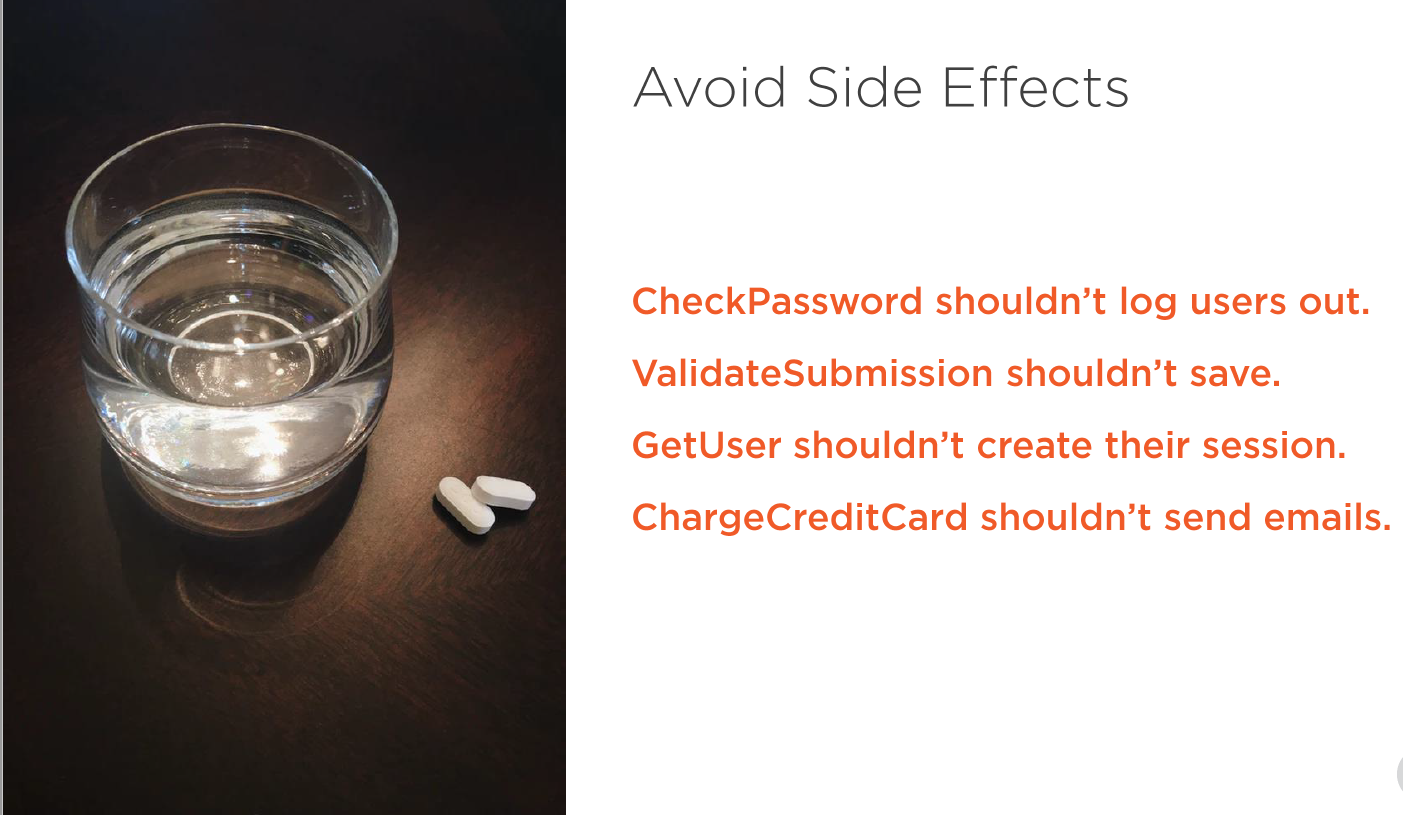 Avoid Side Effects
CheckPassword shouldn’t log users out.
ValidateSubmission shouldn’t save.
GetUser shouldn’t create their session.
ChargeCreditCard shouldn’t send emails.